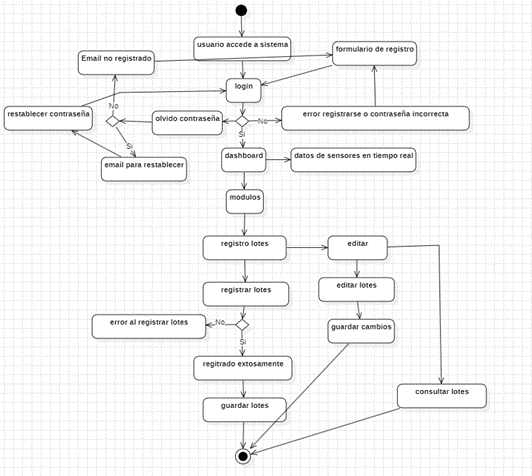 usuario accede a sistema
formulario de registro
Email no registrado
login
restablecer contraseña
No
olvido contraseña
No
error registrarse o contraseña incorrecta
Si
Si
email para restablecer
dashboard
datos de sensores en tiempo real
modulos
registro lotes
editar
registrar lotes
editar lotes
error al registrar lotes
No
guardar cambios
Si
regitrado extosamente
consultar lotes
guardar lotes